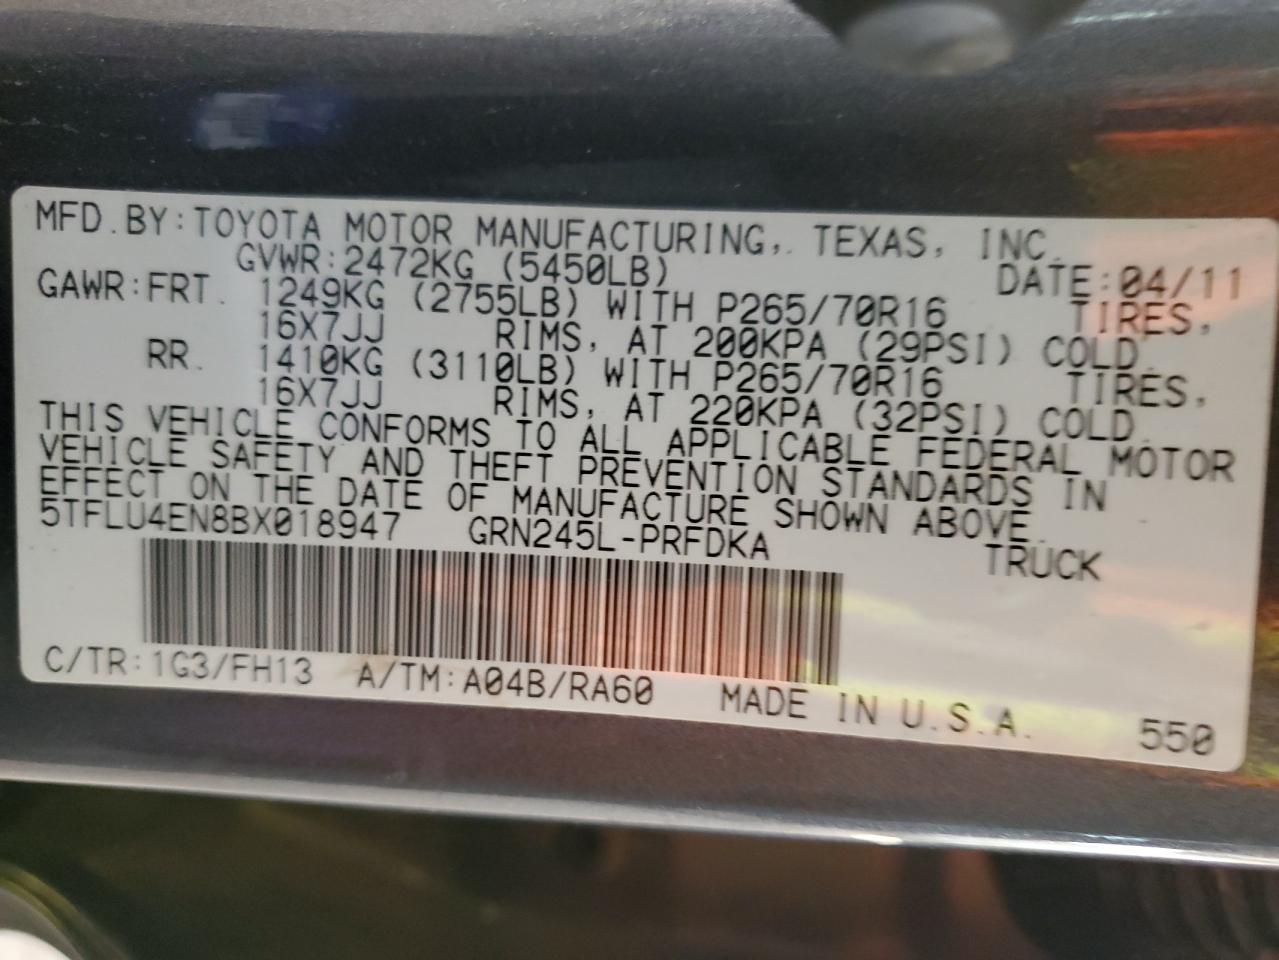 MFD. BY: TOYOTA MOTOR MANUFACTURING, TEXAS, INC.
GVWR: 2472KG (5450LB) DATE: 04/11
GAWR: FRT. 1249KG (2755LB) WITH P265/70R16 TIRES,
16X7JJ RIMS, AT 200KPA (29PSI) COLD.
RR. 1410KG (3110LB) WITH P265/70R16 TIRES,
16X7JJ RIMS, AT 220KPA (32PSI) COLD.
THIS VEHICLE CONFORMS TO ALL APPLICABLE FEDERAL MOTOR
VEHICLE SAFETY AND THEFT PREVENTION STANDARDS IN
EFFECT ON THE DATE OF MANUFACTURE SHOWN ABOVE.
5TFLU4EN8BX018947 GRN245L-PRFDKA TRUCK
C/TR: 1G3/FH13 A/TM: A04B/RA60 MADE IN U.S.A. 550